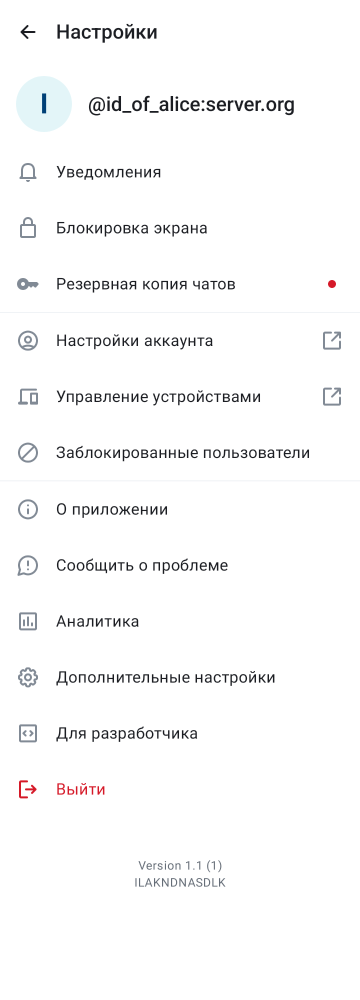 Настройки
I
@id_of_alice:server.org
Уведомления
Блокировка экрана
Резервная копия чатов
Настройки аккаунта
Управление устройствами
Заблокированные пользователи
О приложении
Сообщить о проблеме
Аналитика
Дополнительные настройки
Для разработчика
Выйти
Version 1.1 (1)
ILAKNDNASDLK